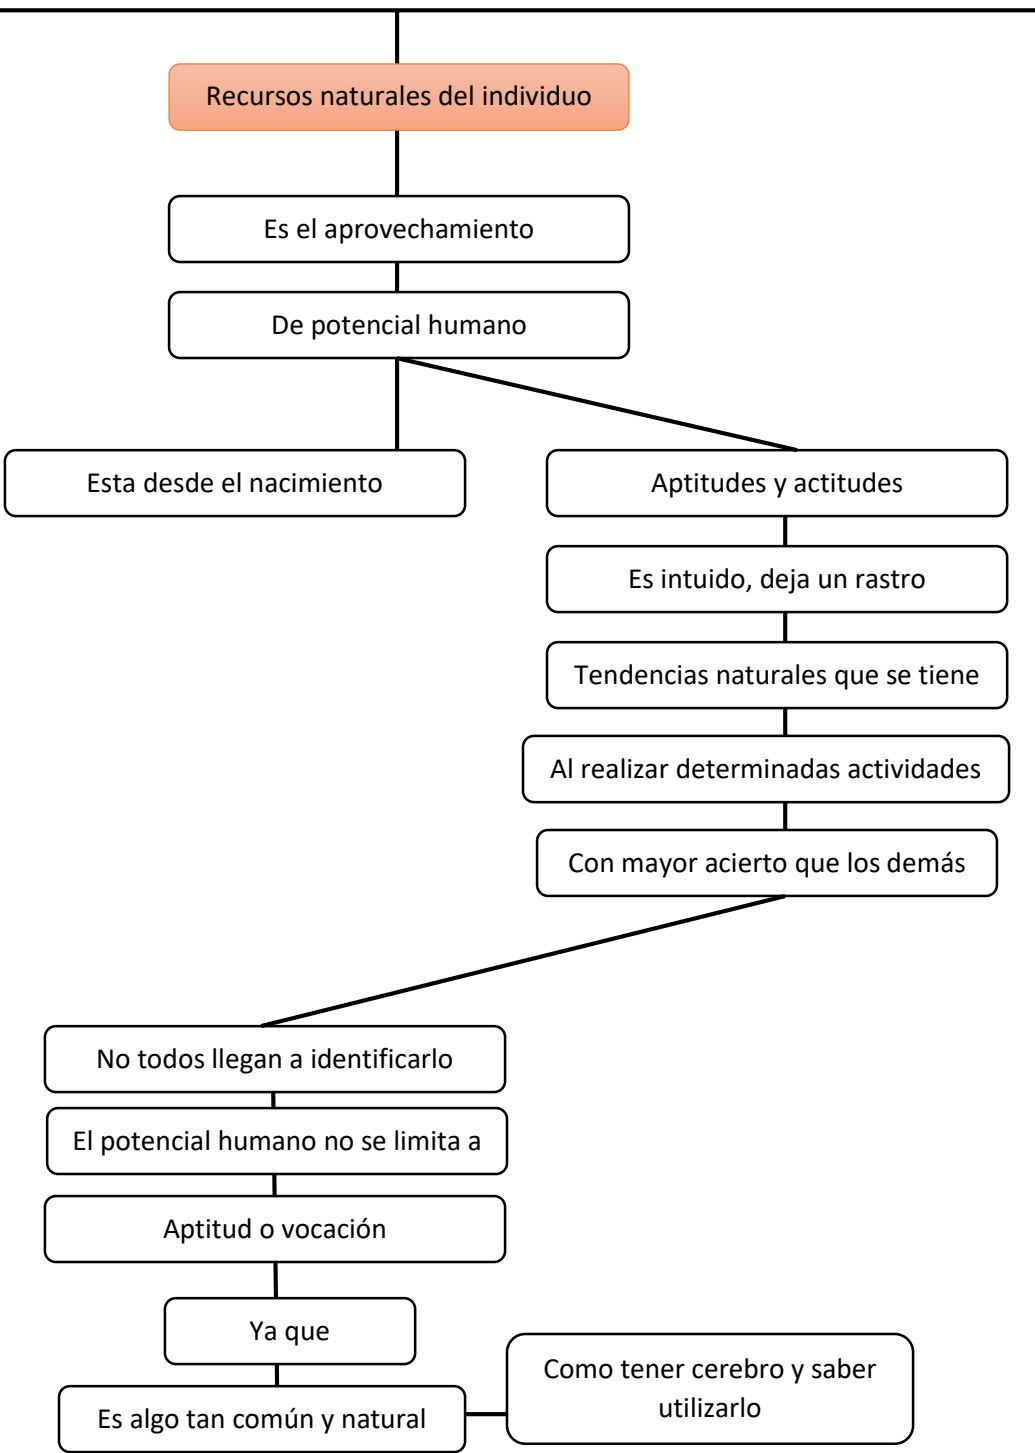 Recursos naturales del individuo
Es el aprovechamiento
De potencial humano
Esta desde el nacimiento
Aptitudes y actitudes
Es intuido, deja un rastro
Tendencias naturales que se tiene
Al realizar determinadas actividades
Con mayor acierto que los demás
No todos llegan a identificarlo
El potencial humano no se limita a
Aptitud o vocación
Ya que
Es algo tan común y natural
Como tener cerebro y saber
utilizarlo